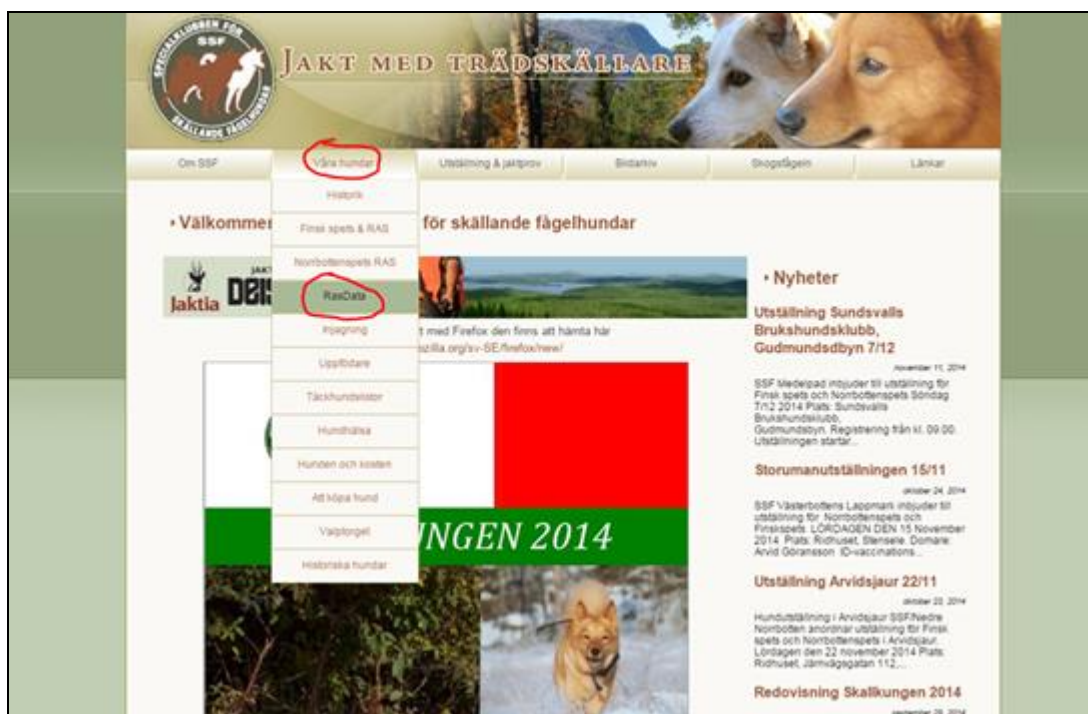 SPECIALKLUBBEN FÖR
SSF
SKÄLLANDE FÅGELHUNDAR
JAKT MED TRÄDSKÄLLARE
Om SSF
Våra hundar
Utställning & jaktprov
Bildarkiv
Skogsfågeln
Länkar
Historik
Finsk spets & RAS
Norrbottenspets RAS
RasData
Injagning
Uppfödare
Täckhundslistor
Hundhälsa
Hunden och kosten
Att köpa hund
Valptorget
Historiska hundar
Välkommen
för skällande fågelhundar
Jaktia
t med Firefox den finns att hämta här
ozilla.org/sv-SE/firefox/new/
UNGEN 2014
Nyheter
Utställning Sundsvalls
Brukshundsklubb,
Gudmundsdbyn 7/12
november 11, 2014
SSF Medelpad inbjuder till utställning för
Finsk spets och Norrbottenspets Söndag
7/12 2014 Plats: Sundsvalls
Brukshundklubb,
Gudmundsbyn. Registrering från kl. 09.00.
Utställningen startar...
Storumanutställningen 15/11
oktober 24, 2014
SSF Västerbottens Lappmark inbjuder till
utställning för Norrbottenspets och
Finskspets. LÖRDAGEN DEN 15 November
2014 Plats: Ridhuset, Stensele. Domare:
Arvid Göransson ID-vaccinations...
Utställning Arvidsjaur 22/11
oktober 23, 2014
Hundutställning i Arvidsjaur SSF/Nedre
Norrbotten anordnar utställning för Finsk
spets och Norrbottenspets i Arvidsjaur.
Lördagen den 22 november 2014 Plats:
Ridhuset, Järnvägsgatan 112,...
Redovisning Skallkungen 2014